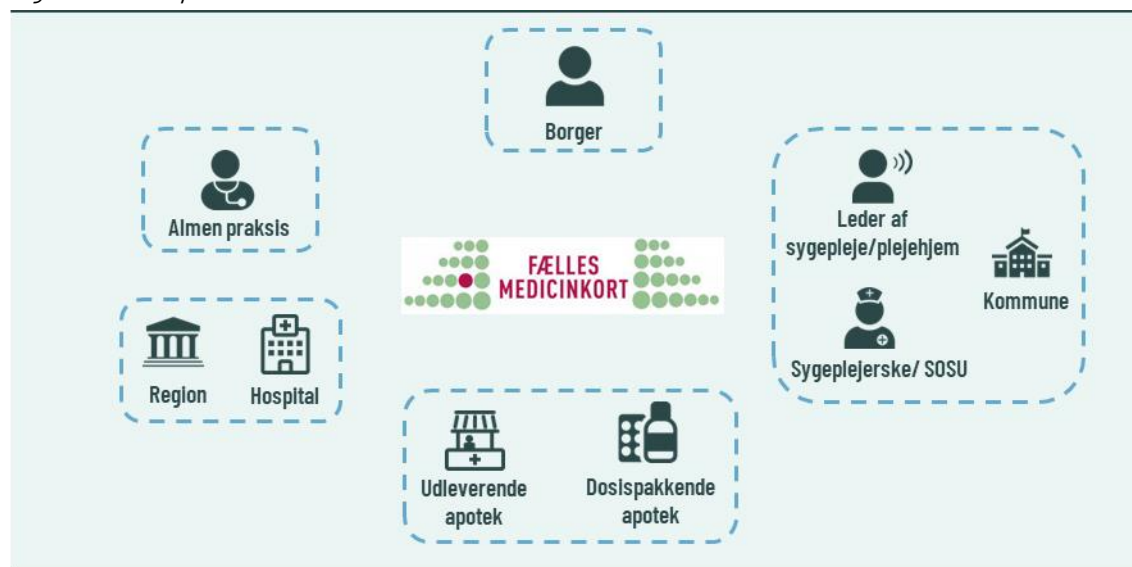 Borger
Almen praksis
Leder af
sygepleje/plejehjem
Kommune
Sygeplejerske/ SOSU
FÆLLES
MEDICINKORT
Region
Hospital
Udleverende
apotek
Dosispakkende
apotek